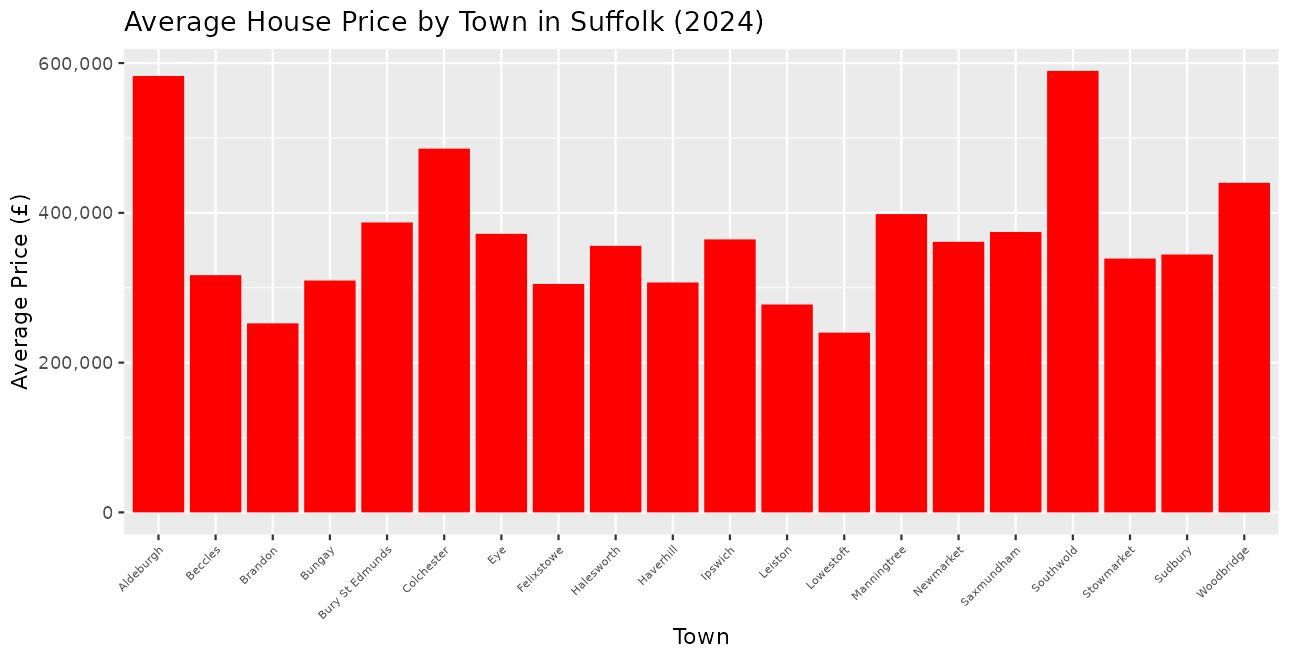 Average House Price by Town in Suffolk (2024)
Average Price (£)
600,000
400,000
200,000
0
Aldeburgh
Beccles
Brandon
Bungay
Bury St Edmunds
Colchester
Eye
Felixstowe
Halesworth
Haverhill
Ipswich
Leiston
Lowestoft
Manningtree
Newmarket
Saxmundham
Southwold
Stowmarket
Sudbury
Woodbridge
Town